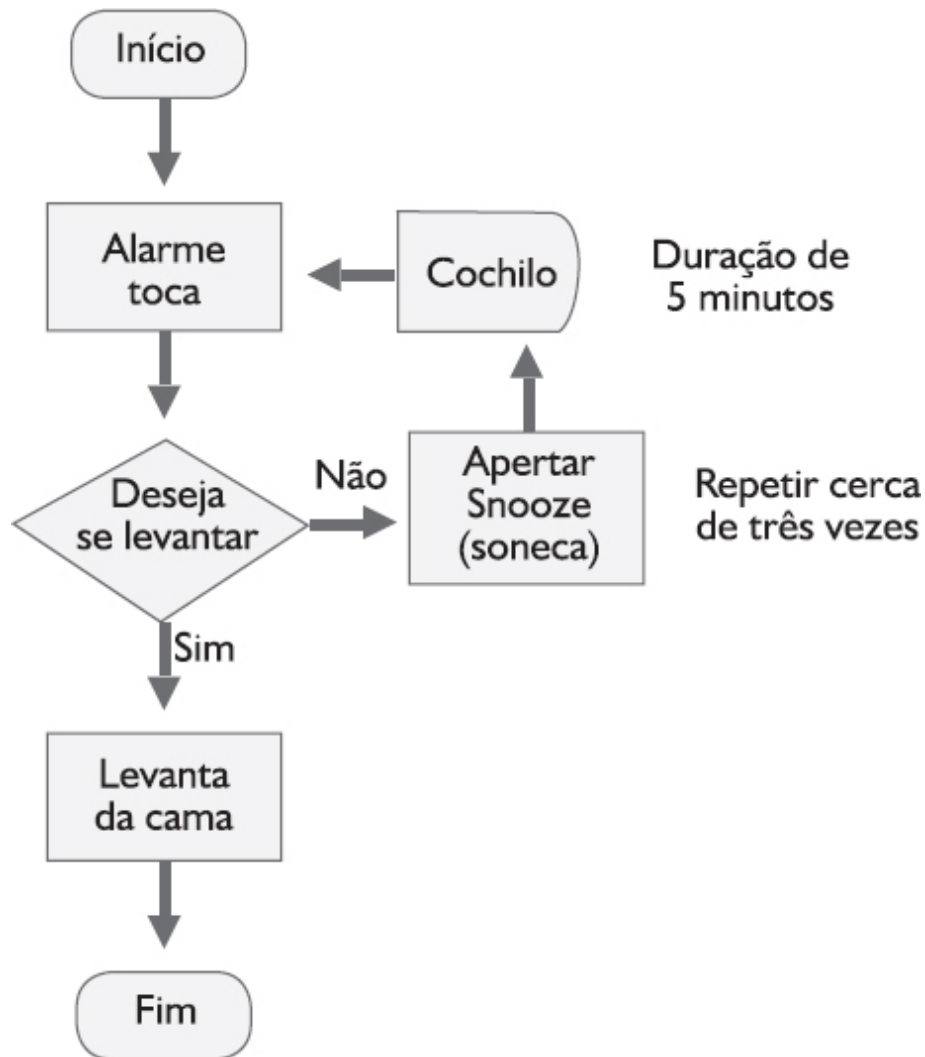 Início
Alarme
toca
Cochilo
Duração de
5 minutos
Deseja
se levantar
Não
Apertar
Snooze
(soneca)
Repetir cerca
de três vezes
Sim
Levanta
da cama
Fim